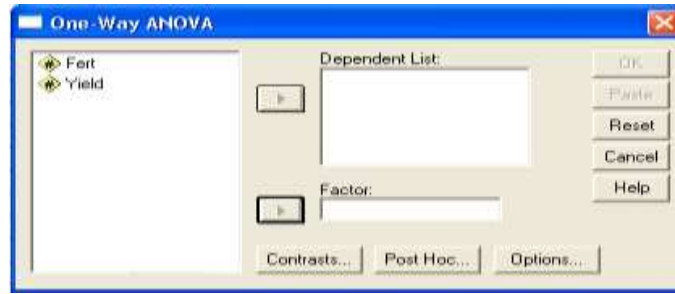 One-Way ANOVA
Fert
Yield
Dependent List:
Factor:
OK
Paste
Reset
Cancel
Help
Contrasts...
Post Hoc...
Options...